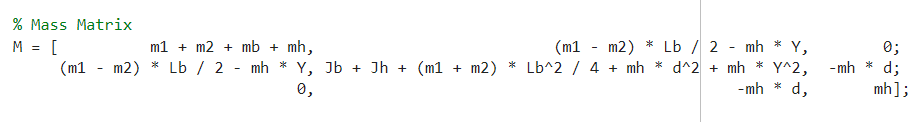 % Mass Matrix
M = [ m1 + m2 + mb + mh, (m1 - m2) * Lb / 2 - mh * Y, 0;
(m1 - m2) * Lb / 2 - mh * Y, Jb + Jh + (m1 + m2) * Lb^2 / 4 + mh * d^2 + mh * Y^2, -mh * d;
0, -mh * d, mh];